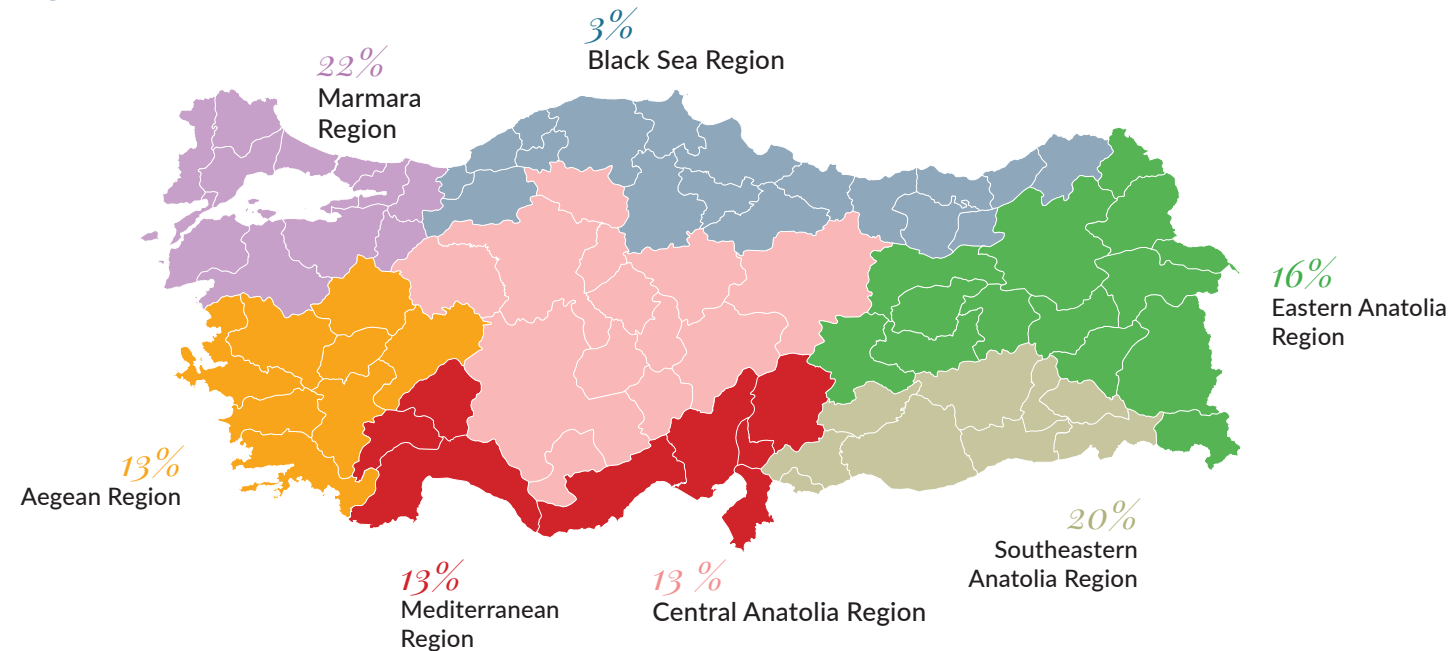 3%
Black Sea Region
22%
Marmara
Region
16%
Eastern Anatolia
Region
13%
Aegean Region
20%
Southeastern
Anatolia Region
13%
Mediterranean
Region
13 %
Central Anatolia Region